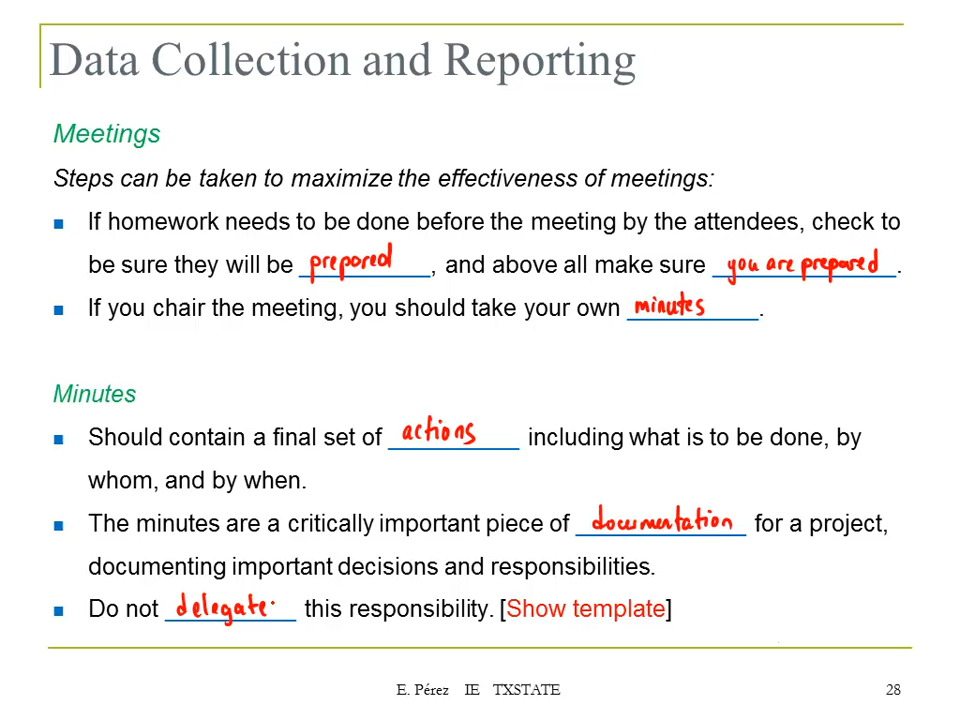 Data Collection and Reporting
Meetings
Steps can be taken to maximize the effectiveness of meetings:
If homework needs to be done before the meeting by the attendees, check to
be sure they will be prepared, and above all make sure you are prepared.
If you chair the meeting, you should take your own minutes.
Minutes
Should contain a final set of actions including what is to be done, by
whom, and by when.
The minutes are a critically important piece of documentation for a project,
documenting important decisions and responsibilities.
Do not delegate this responsibility. [Show template]
E. Pérez IE TXSTATE 28